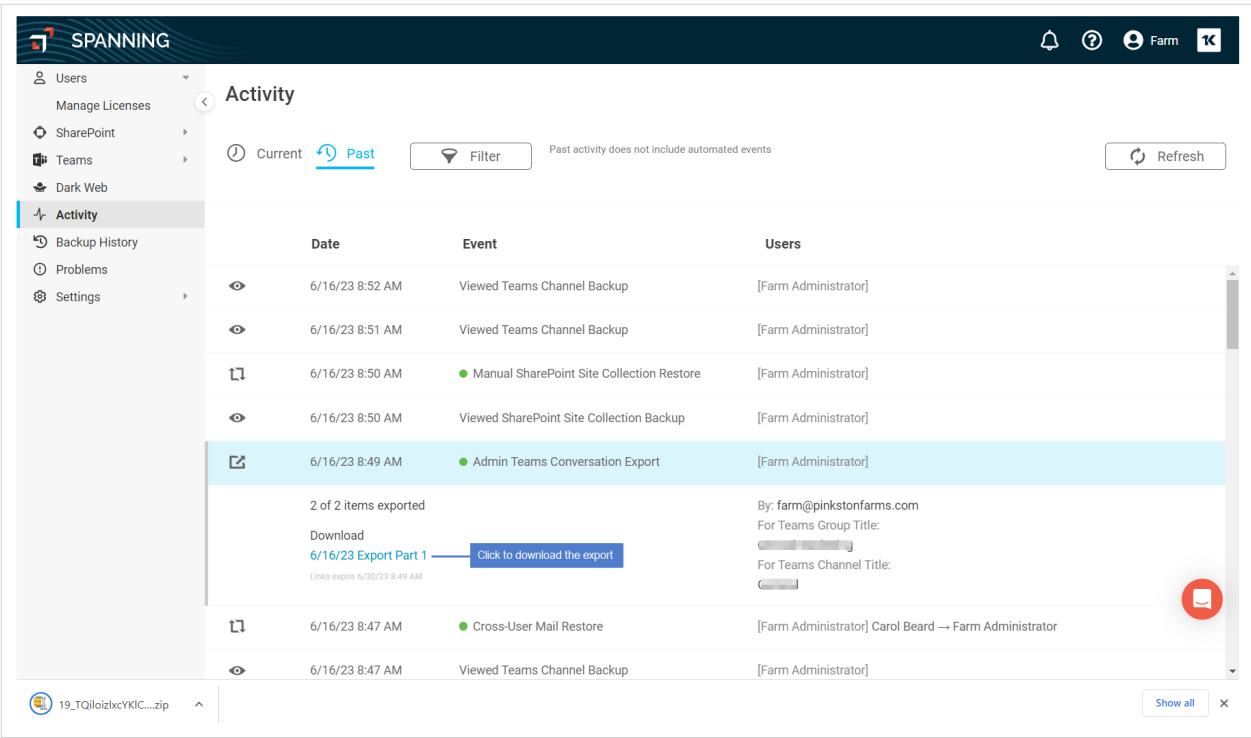 SPANNING
Farm
Users
Manage Licenses
SharePoint
Teams
Dark Web
Activity
Backup History
Problems
Settings
Activity
Current
Past
Filter
Past activity does not include automated events
Refresh
Date Event Users
6/16/23 8:52 AM Viewed Teams Channel Backup [Farm Administrator]
6/16/23 8:51 AM Viewed Teams Channel Backup [Farm Administrator]
6/16/23 8:50 AM Manual SharePoint Site Collection Restore [Farm Administrator]
6/16/23 8:50 AM Viewed SharePoint Site Collection Backup [Farm Administrator]
6/16/23 8:49 AM Admin Teams Conversation Export [Farm Administrator]
2 of 2 items exported
Download
6/16/23 Export Part 1
Click to download the export
Links expire 6/30/23 8:49 AM
By: farm@pinkstonfarms.com
For Teams Group Title:
For Teams Channel Title:
6/16/23 8:47 AM Cross-User Mail Restore [Farm Administrator] Carol Beard → Farm Administrator
6/16/23 8:47 AM Viewed Teams Channel Backup [Farm Administrator]
19_TQiloizlxcYKlC....zip
Show all